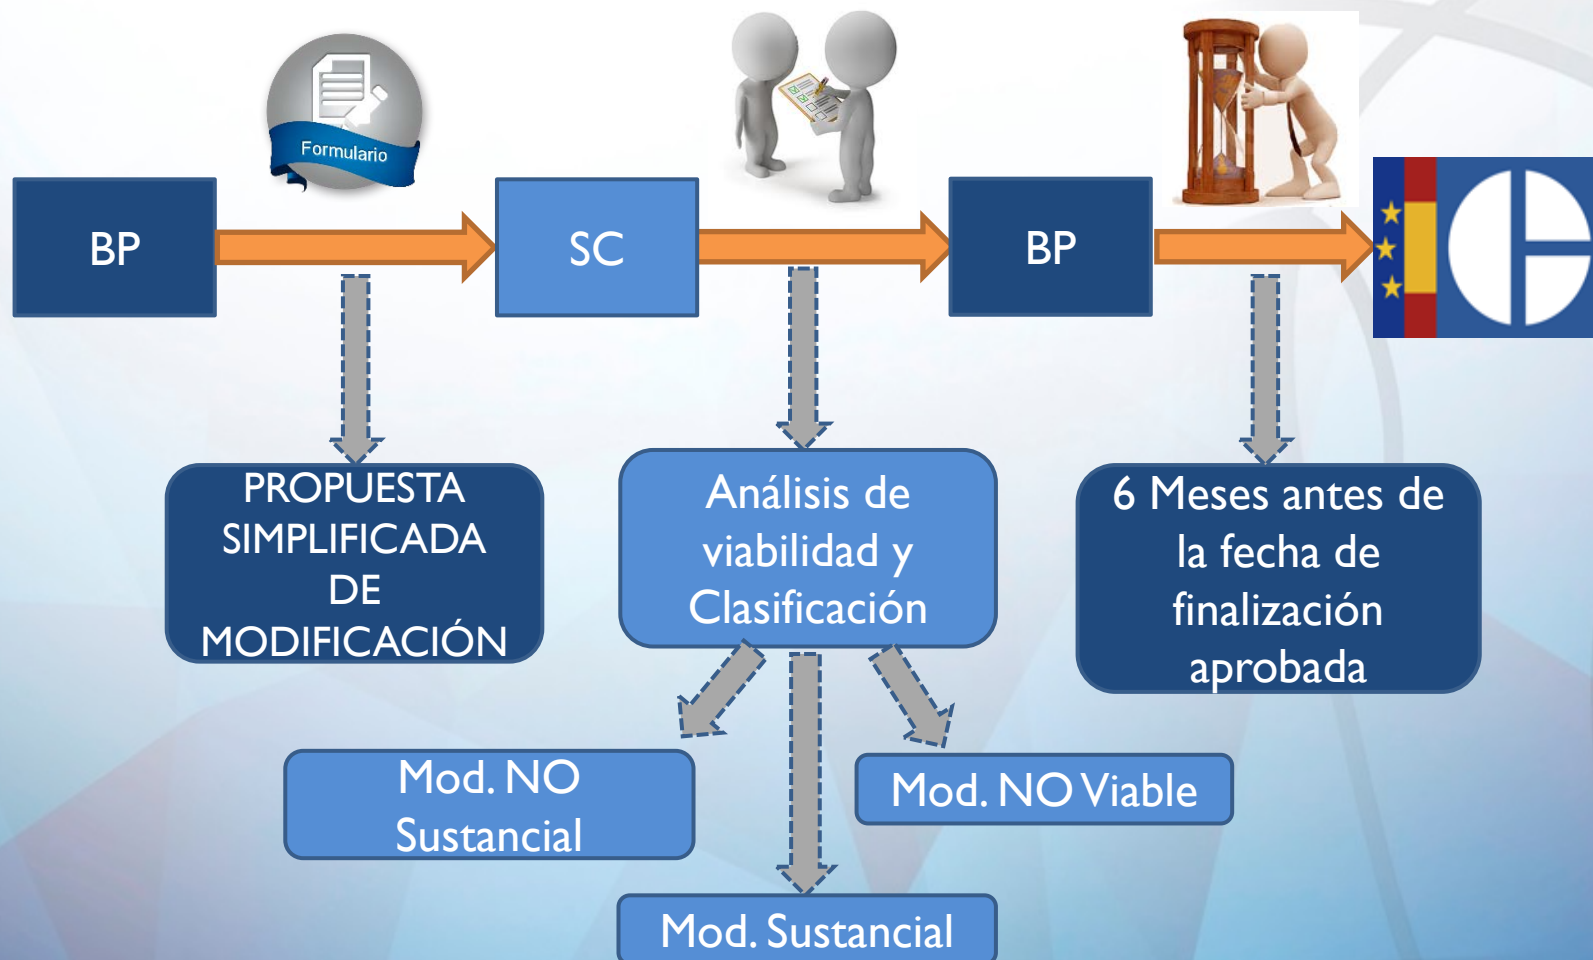 Formulario
BP
SC
BP
PROPUESTA
SIMPLIFICADA
DE
MODIFICACIÓN
Análisis de
viabilidad y
Clasificación
6 Meses antes de
la fecha de
finalización
aprobada
Mod. NO
Sustancial
Mod. NO Viable
Mod. Sustancial